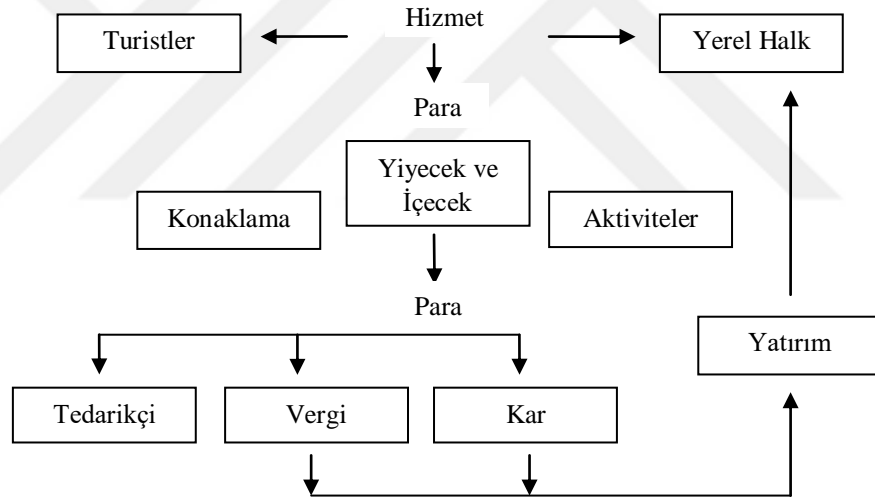 Hizmet
Turistler
Yerel Halk
Para
Yiyecek ve
İçecek
Konaklama
Aktiviteler
Para
Yatırım
Tedarikçi
Vergi
Kar